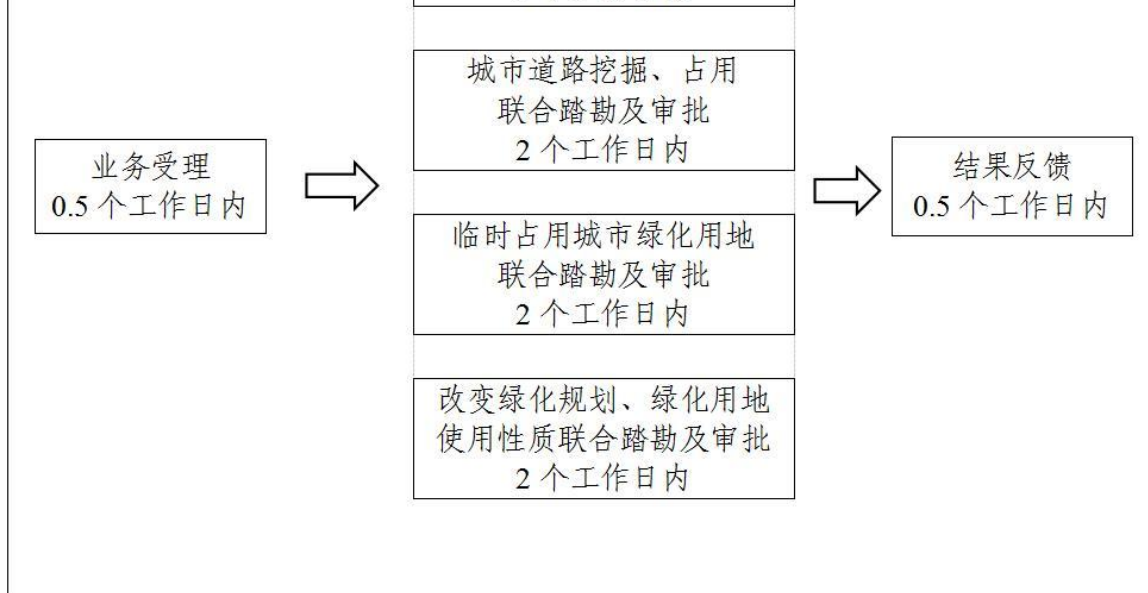 业务受理
0.5 个工作日内
城市道路挖掘、占用
联合踏勘及审批
2 个工作日内
临时占用城市绿化用地
联合踏勘及审批
2 个工作日内
改变绿化规划、绿化用地
使用性质联合踏勘及审批
2 个工作日内
结果反馈
0.5 个工作日内